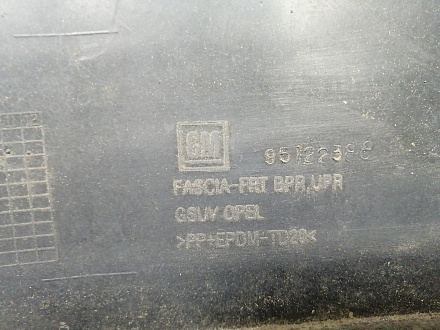 GM
FASCIA-FRT BPR,UPR
GSUV OPEL
>PP+EPDM-TD20<